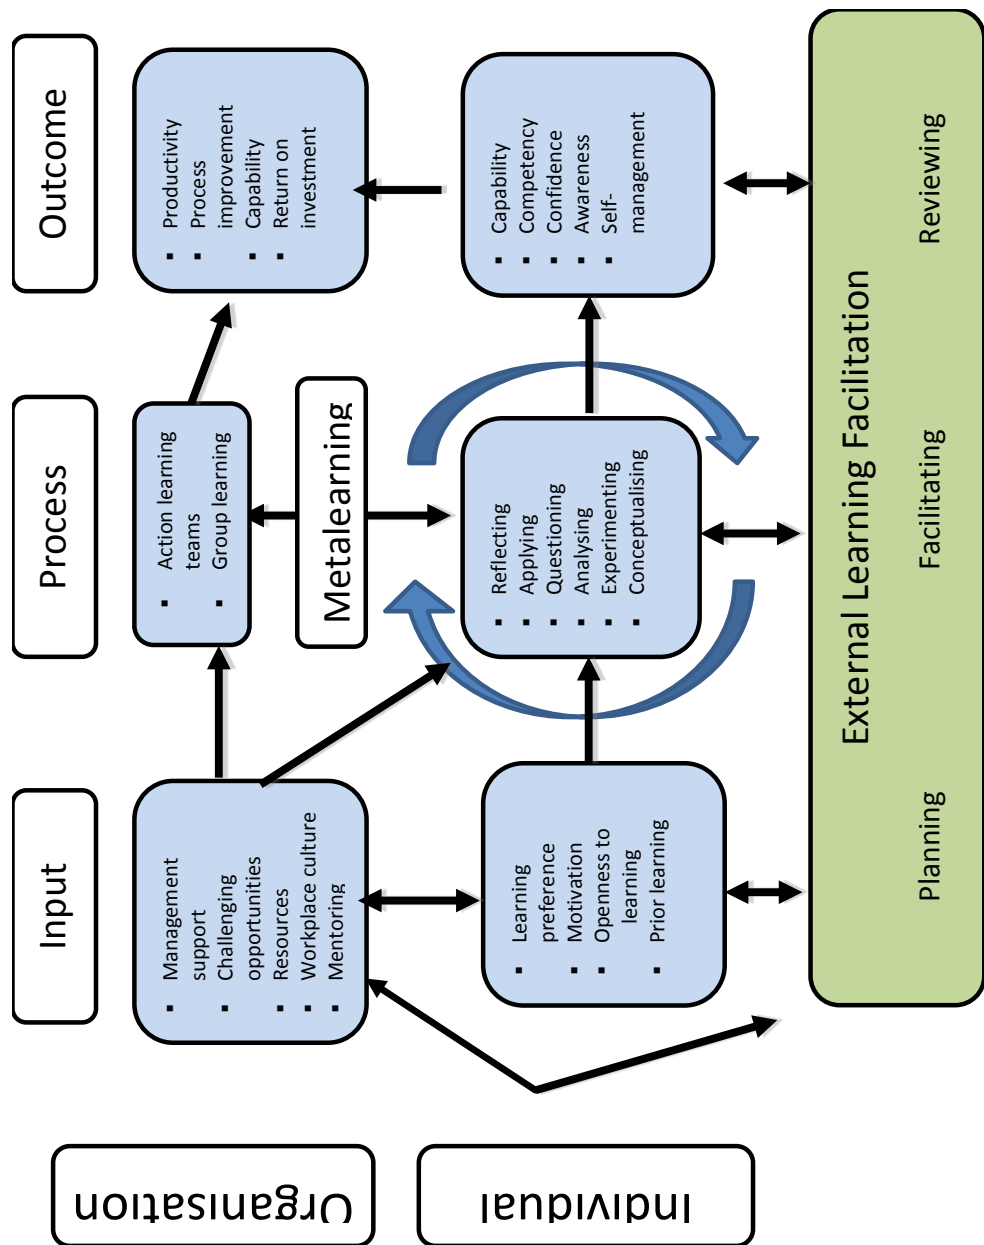 Input
Process
Outcome
Organisation
▪ Management
support
▪ Challenging
opportunities
▪ Resources
▪ Workplace culture
▪ Mentoring
▪ Action learning
teams
▪ Group learning
▪ Productivity
▪ Process
improvement
▪ Capability
▪ Return on
investment
Metalearning
Individual
▪ Learning
preference
▪ Motivation
▪ Openness to
learning
▪ Prior learning
▪ Reflecting
▪ Applying
▪ Questioning
▪ Analysing
▪ Experimenting
▪ Conceptualising
▪ Capability
▪ Competency
▪ Confidence
▪ Awareness
▪ Self-
management
External Learning Facilitation
Planning
Facilitating
Reviewing